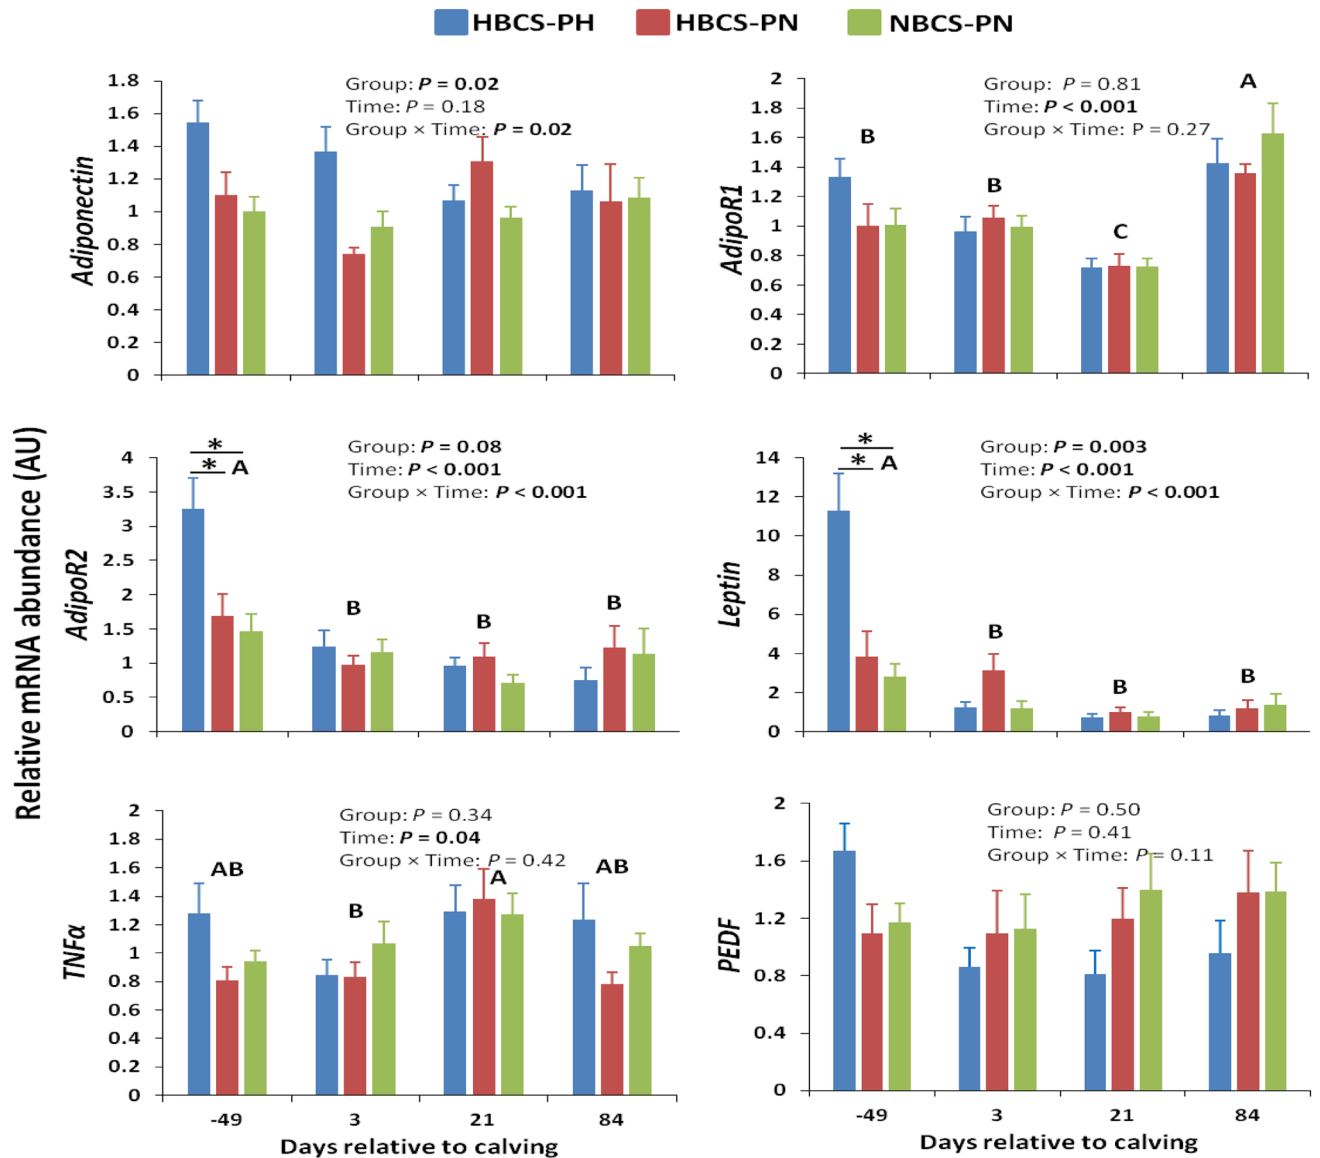 HBCS-PH HBCS-PN NBCS-PN
Relative mRNA abundance (AU)
Adiponectin
1.8
1.6
1.4
1.2
1
0.8
0.6
0.4
0.2
0
Group: P = 0.02
Time: P = 0.18
Group × Time: P = 0.02
AdipoR1
2
1.8
1.6
1.4
1.2
1
0.8
0.6
0.4
0.2
0
Group: P = 0.81
Time: P < 0.001
Group × Time: P = 0.27
B
B
C
A
AdipoR2
4
3.5
3
2.5
2
1.5
1
0.5
0
*
* A
Group: P = 0.08
Time: P < 0.001
Group × Time: P < 0.001
B
B
B
Leptin
14
12
10
8
6
4
2
0
*
* A
Group: P = 0.003
Time: P < 0.001
Group × Time: P < 0.001
B
B
B
TNFα
2
1.8
1.6
1.4
1.2
1
0.8
0.6
0.4
0.2
0
Group: P = 0.34
Time: P = 0.04
Group × Time: P = 0.42
AB
B
A
AB
-49 3 21 84
Days relative to calving
PEDF
2
1.6
1.2
0.8
0.4
0
Group: P = 0.50
Time: P = 0.41
Group × Time: P = 0.11
-49 3 21 84
Days relative to calving